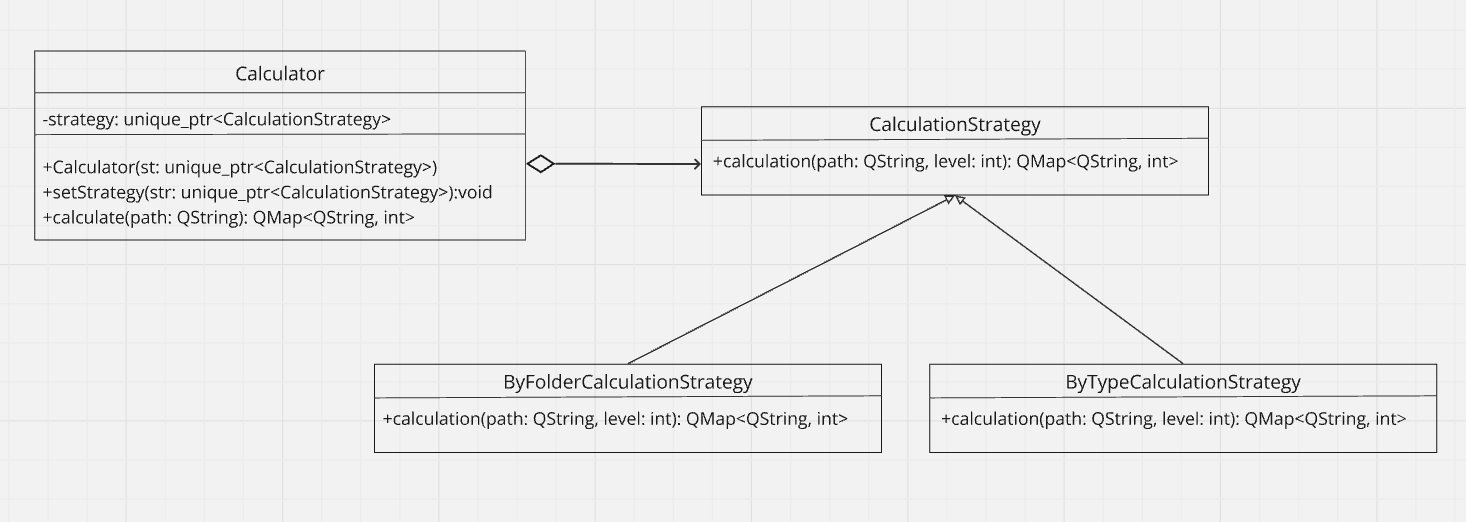 Calculator
-strategy: unique_ptr<CalculationStrategy>
+Calculator(st: unique_ptr<CalculationStrategy>)
+setStrategy(str: unique_ptr<CalculationStrategy>):void
+calculate(path: QString): QMap<QString, int>
CalculationStrategy
+calculation(path: QString, level: int): QMap<QString, int>
ByFolderCalculationStrategy
+calculation(path: QString, level: int): QMap<QString, int>
ByTypeCalculationStrategy
+calculation(path: QString, level: int): QMap<QString, int>